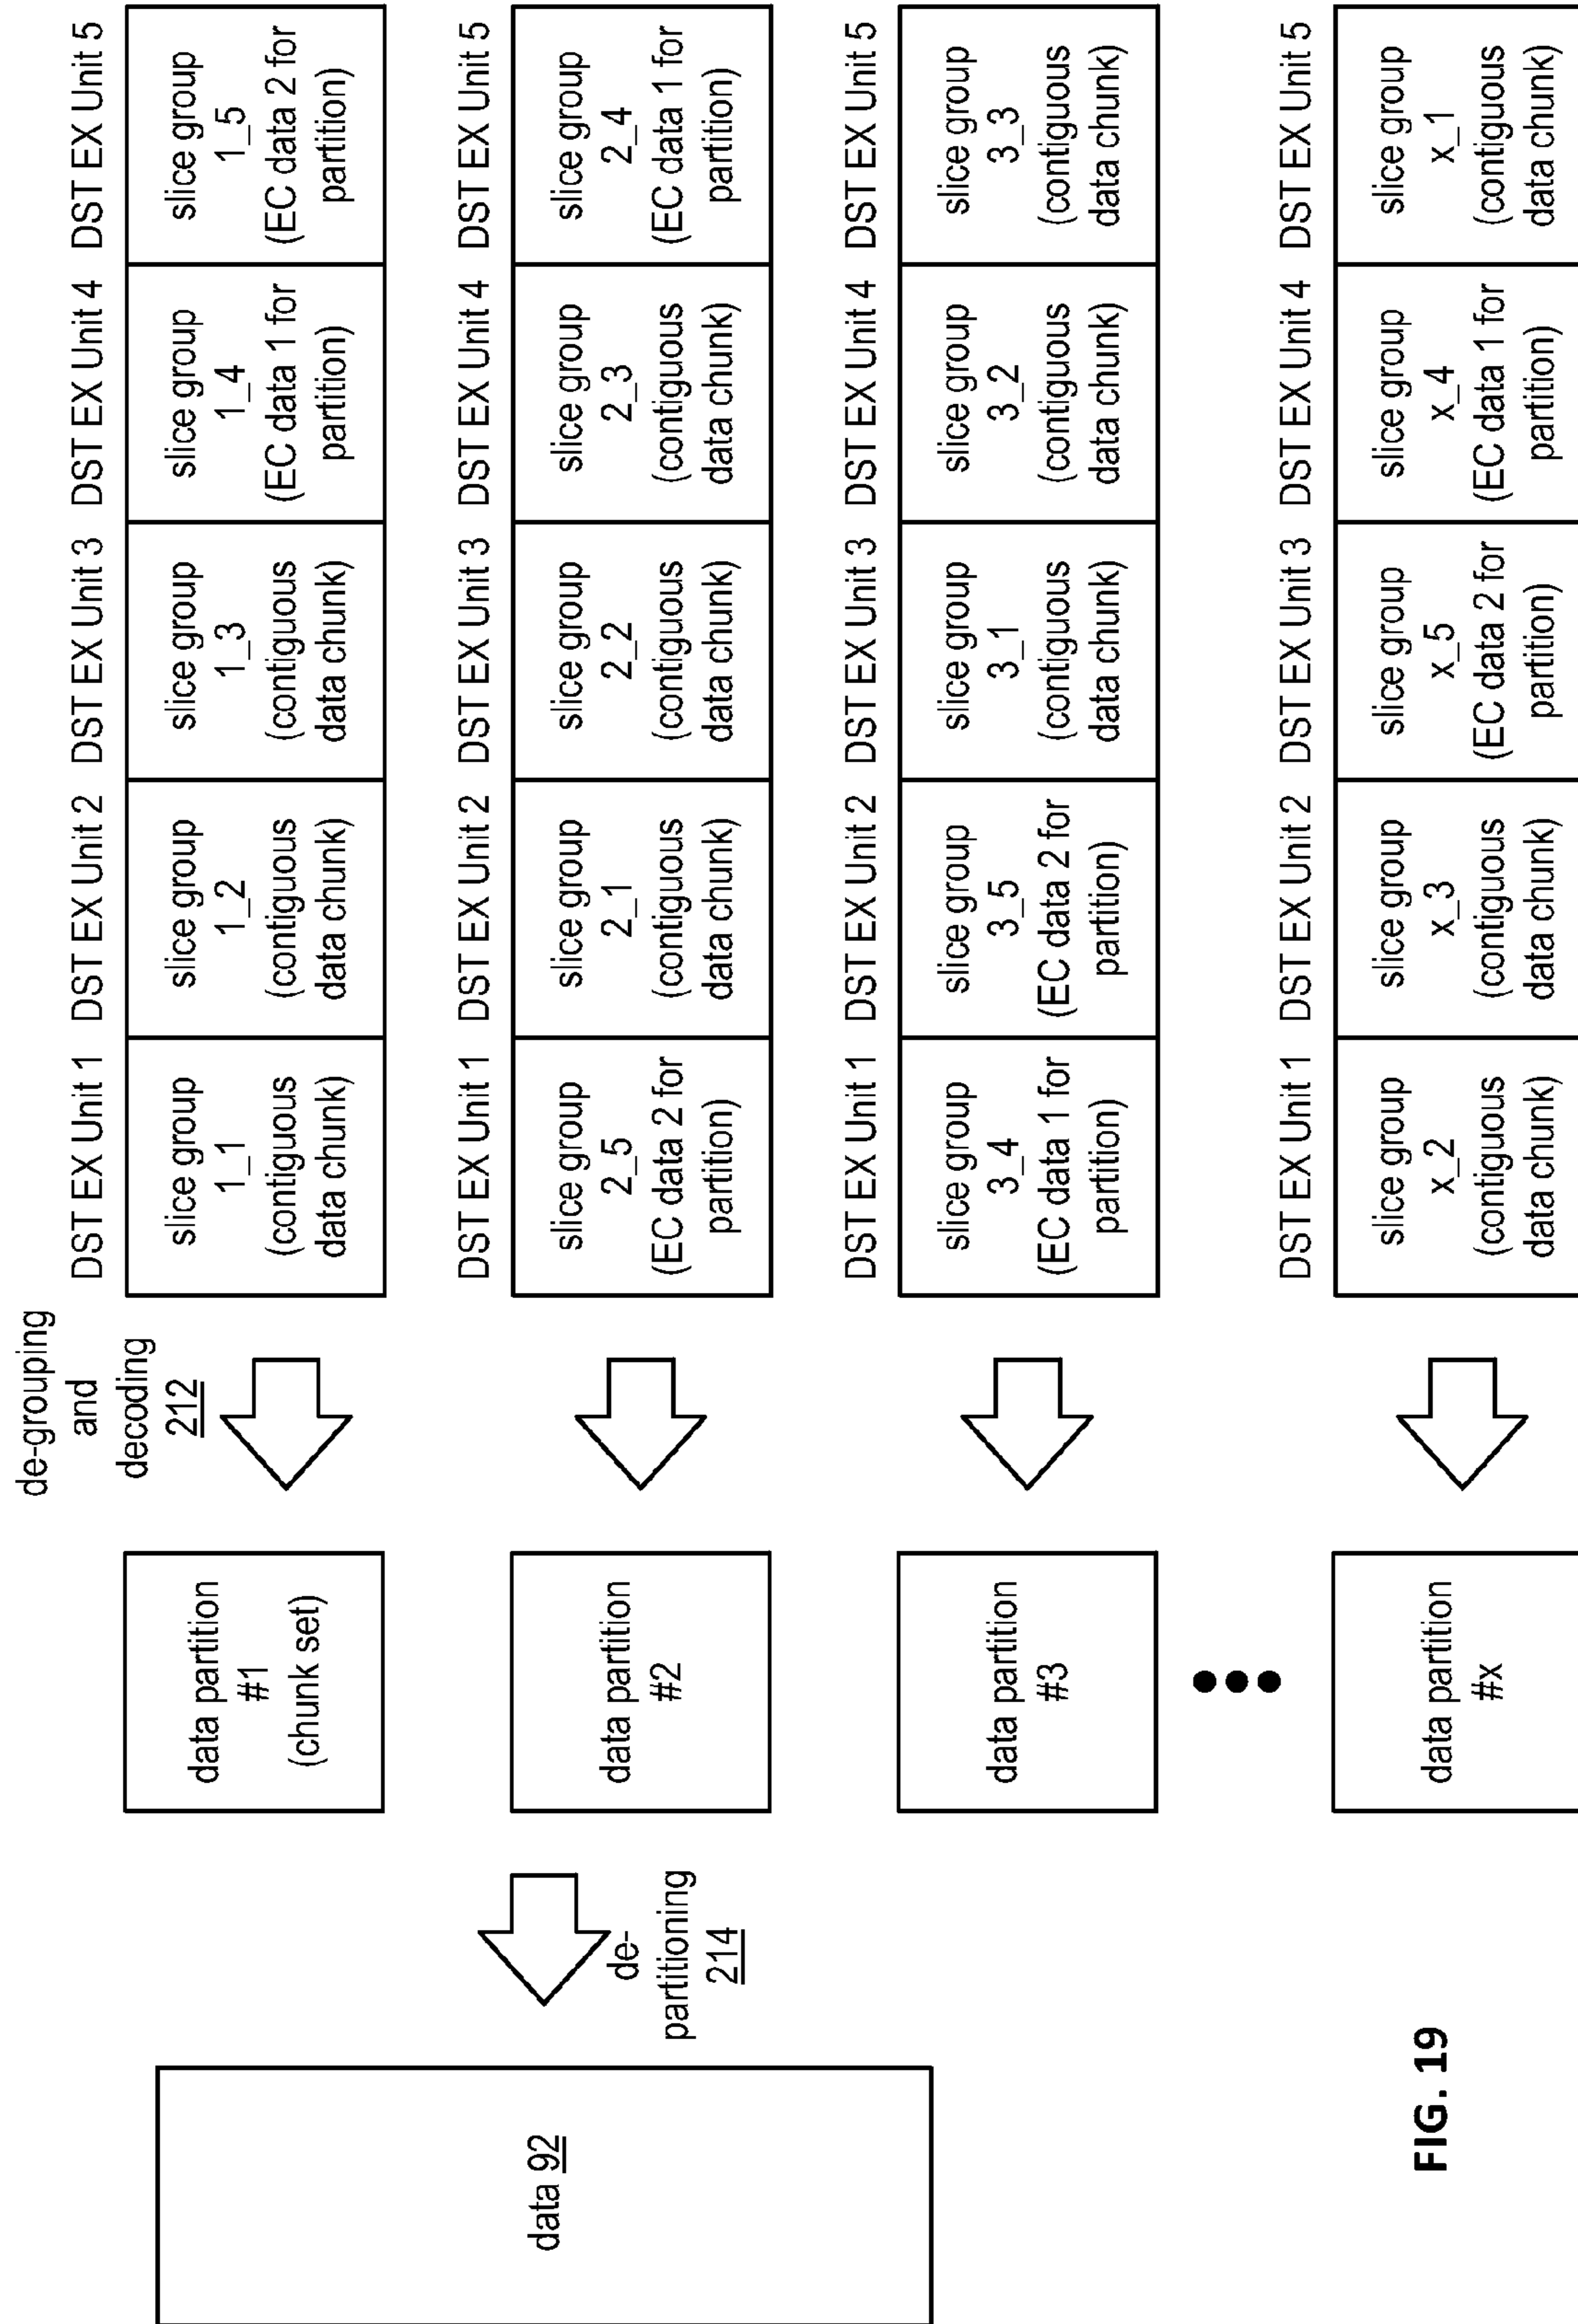 de-grouping
and
decoding
212
DST EX Unit 1 DST EX Unit 2 DST EX Unit 3 DST EX Unit 4 DST EX Unit 5
data partition
#1
(chunk set)
slice group
1_1
(contiguous
data chunk)
slice group
1_2
(contiguous
data chunk)
slice group
1_3
(contiguous
data chunk)
slice group
1_4
(EC data 1 for
partition)
slice group
1_5
(EC data 2 for
partition)
DST EX Unit 1 DST EX Unit 2 DST EX Unit 3 DST EX Unit 4 DST EX Unit 5
data 92
de-
partitioning
214
data partition
#2
slice group
2_5
(EC data 2 for
partition)
slice group
2_1
(contiguous
data chunk)
slice group
2_2
(contiguous
data chunk)
slice group
2_3
(contiguous
data chunk)
slice group
2_4
(EC data 1 for
partition)
DST EX Unit 1 DST EX Unit 2 DST EX Unit 3 DST EX Unit 4 DST EX Unit 5
data partition
#3
slice group
3_4
(EC data 1 for
partition)
slice group
3_5
(EC data 2 for
partition)
slice group
3_1
(contiguous
data chunk)
slice group
3_2
(contiguous
data chunk)
slice group
3_3
(contiguous
data chunk)
DST EX Unit 1 DST EX Unit 2 DST EX Unit 3 DST EX Unit 4 DST EX Unit 5
data partition
#x
slice group
x_2
(contiguous
data chunk)
slice group
x_3
(contiguous
data chunk)
slice group
x_5
(EC data 2 for
partition)
slice group
x_4
(EC data 1 for
partition)
slice group
x_1
(contiguous
data chunk)
FIG. 19